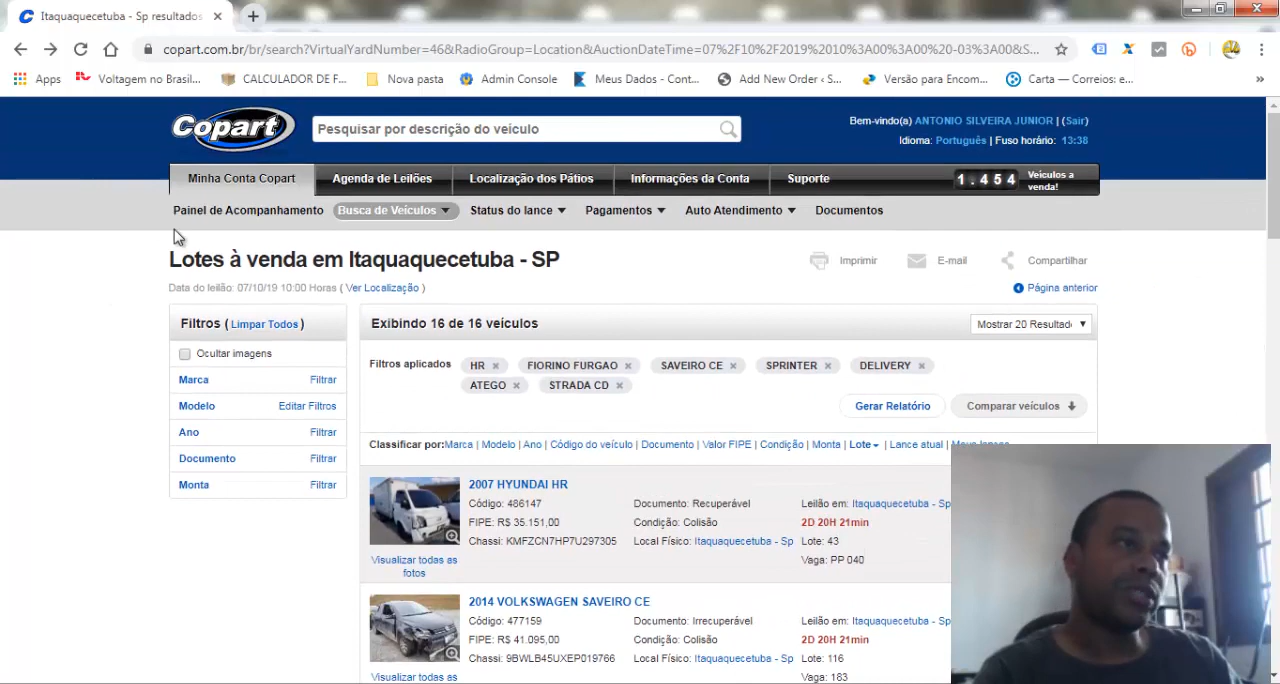 Itaquaquecetuba - Sp resultados
copart.com.br/br/search?VirtualYardNumber=46&RadioGroup=Location&AuctionDateTime=07%2F10%2F2019%2010%3A00%3A00%20-03%3A00&S...
Apps Voltagem no Brasil... CALCULADOR DE F... Nova pasta Admin Console Meus Dados - Cont... Add New Order ‹ S... Versão para Encom... Carta — Correios: e... »
Copart Pesquisar por descrição do veículo
Bem-vindo(a) ANTONIO SILVEIRA JUNIOR | (Sair)
Idioma: Português | Fuso horário: 13:38
Minha Conta Copart Agenda de Leilões Localização dos Pátios Informações da Conta Suporte 1.454 Veículos a venda!
Painel de Acompanhamento Busca de Veículos Status do lance Pagamentos Auto Atendimento Documentos
Lotes à venda em Itaquaquecetuba - SP
Imprimir E-mail Compartilhar
Data do leilão: 07/10/19 10:00 Horas ( Ver Localização )
Página anterior
Filtros ( Limpar Todos )
Ocultar imagens
Marca Filtrar
Modelo Editar Filtros
Ano Filtrar
Documento Filtrar
Monta Filtrar
Exibindo 16 de 16 veículos
Mostrar 20 Resultad
Filtros aplicados HR × FIORINO FURGAO × SAVEIRO CE × SPRINTER × DELIVERY ×
ATEGO × STRADA CD ×
Gerar Relatório Comparar veículos
Classificar por:Marca | Modelo | Ano | Código do veículo | Documento | Valor FIPE | Condição | Monta | Lote | Lance atual |
2007 HYUNDAI HR
Código: 486147 Documento: Recuperável Leilão em: Itaquaquecetuba - Sp
FIPE: R$ 35.151,00 Condição: Colisão 2D 20H 21min
Chassi: KMFZCN7HP7U297305 Local Físico: Itaquaquecetuba - Sp Lote: 43
Visualizar todas as fotos
Vaga: PP 040
2014 VOLKSWAGEN SAVEIRO CE
Código: 477159 Documento: Irrecuperável Leilão em: Itaquaquecetuba - Sp
FIPE: R$ 41.095,00 Condição: Colisão 2D 20H 21min
Chassi: 9BWLB45UXEP019766 Local Físico: Itaquaquecetuba - Sp Lote: 116
Visualizar todas as
Vaga: 183